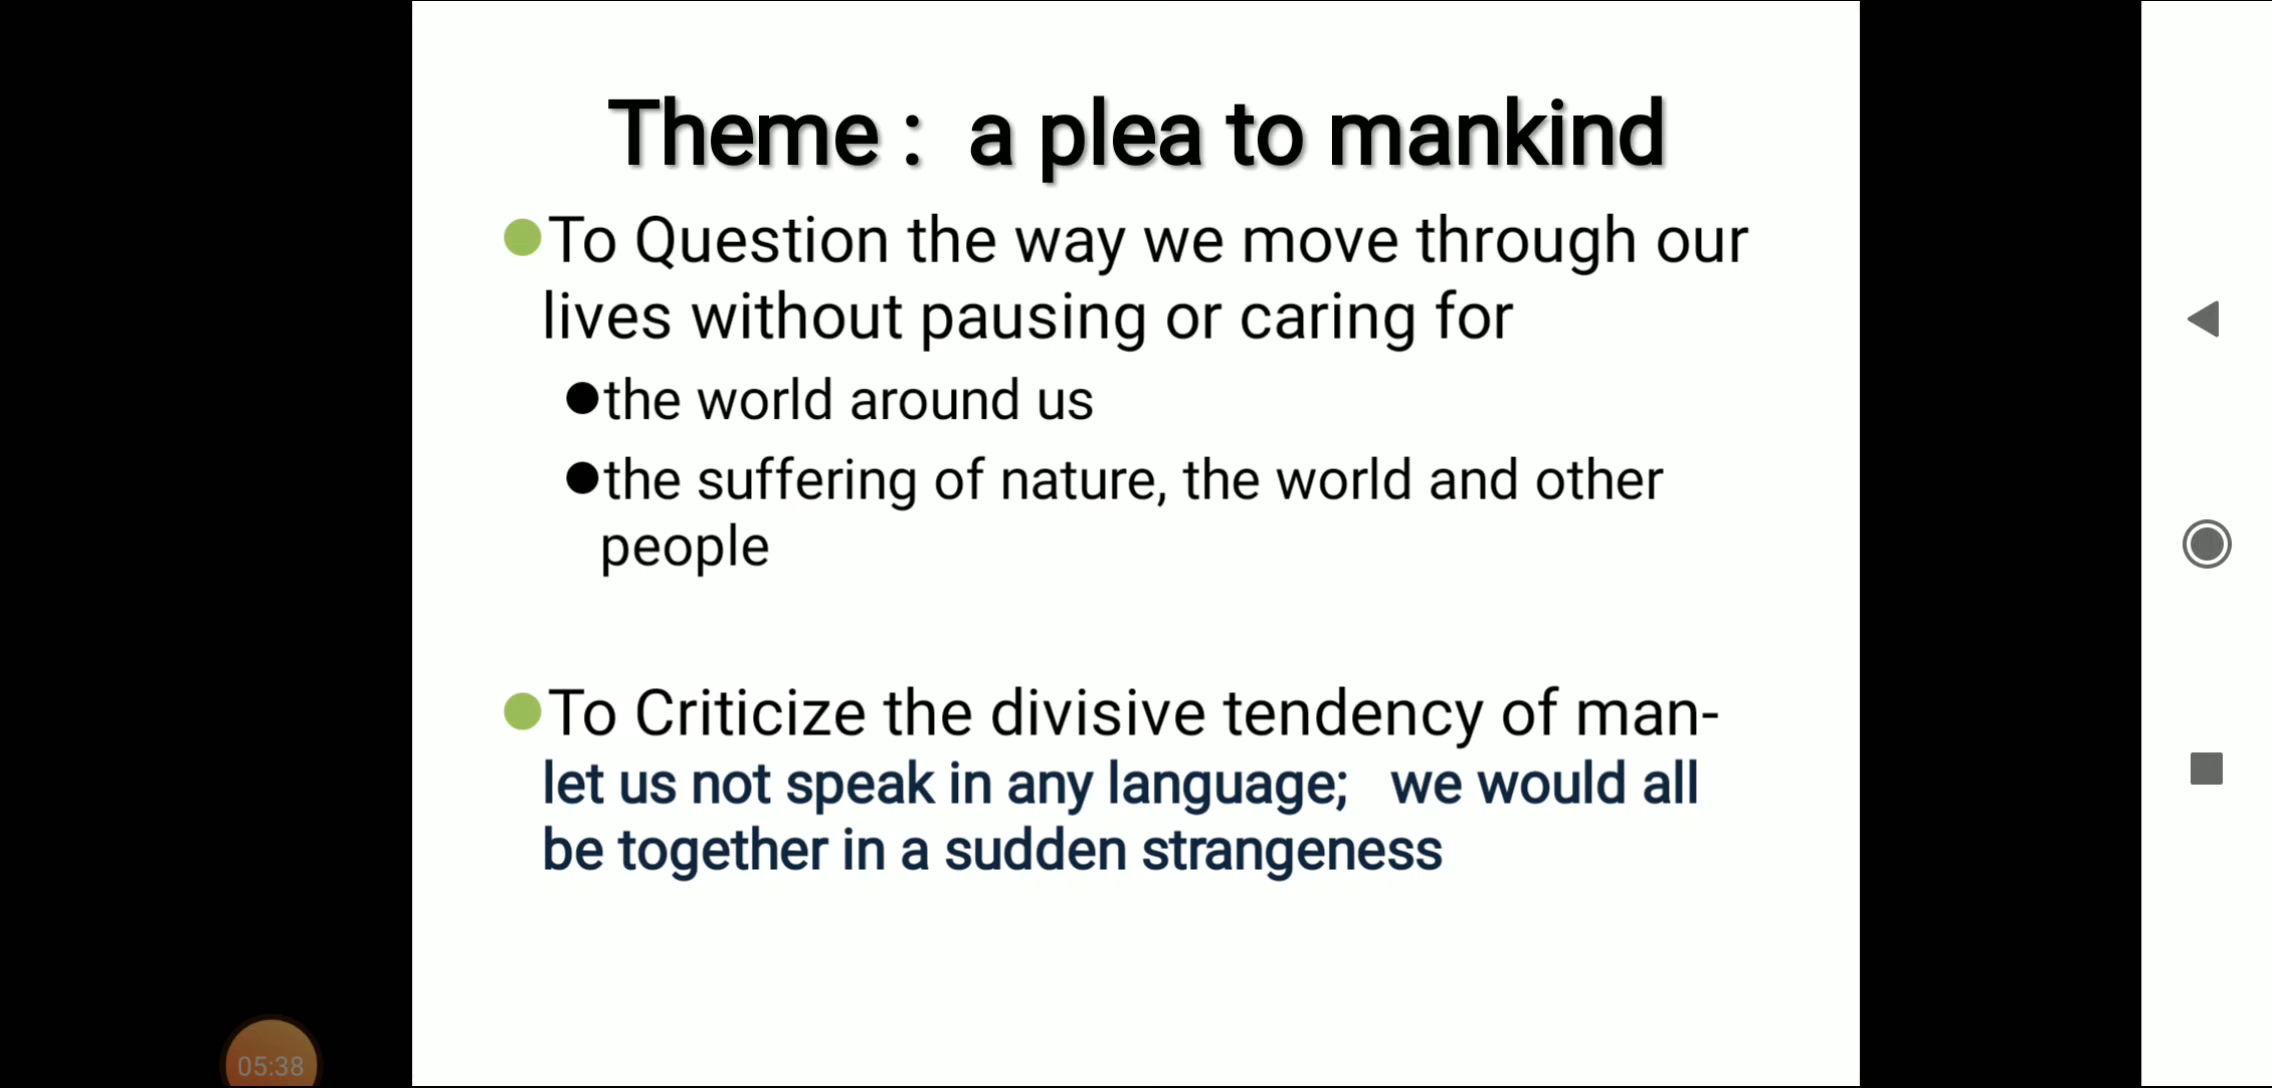 Theme : a plea to mankind
To Question the way we move through our
lives without pausing or caring for
the world around us
the suffering of nature, the world and other
people
To Criticize the divisive tendency of man-
let us not speak in any language; we would all
be together in a sudden strangeness
05:38